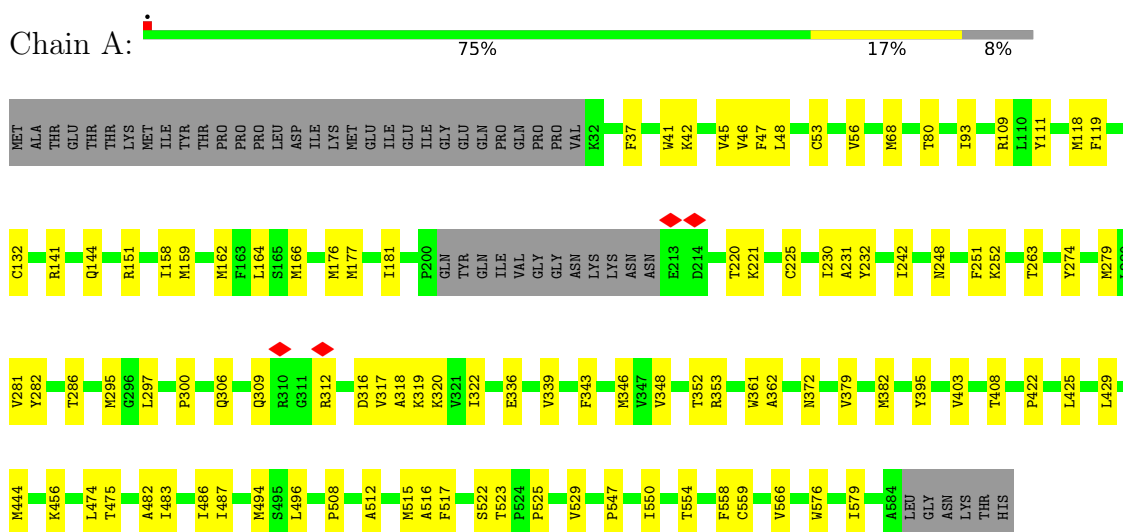 Chain A:
75% 17% 8%
MET ALA THR GLU THR THR LYS MET ILE TYR THR PRO PRO PRO LEU ASP ILE LYS MET GLU ILE GLU ILE GLY GLU GLN PRO GLN PRO PRO VAL K32 F37 W41 K42 V45 V46 F47 L48 C53 V56 M68 T80 I93 R109 L110 Y111 M118 F119
C132 R141 Q144 R151 I158 M159 M162 F163 L164 S165 M166 M176 M177 I181 P200 GLN TYR GLN ILE VAL GLY GLY ASN LYS LYS ASN ASN E213 D214 T220 K221 C225 I230 A231 Y232 I242 N248 F251 K252 T263 Y274 M279
V281 Y282 T286 M295 G296 L297 P300 Q306 Q309 R310 G311 R312 D316 V317 A318 K319 K320 V321 I322 E336 V339 F343 M346 V347 V348 T352 R353 W361 A362 N372 V379 M382 Y395 V403 T408 P422 L425 L429
M444 K456 L474 T475 A482 I483 I486 I487 M494 S495 L496 P508 A512 M515 A516 F517 S522 T523 P524 P525 V529 P547 I550 T554 F558 C559 V566 W576 I579 A584 LEU GLY ASN LYS THR HIS